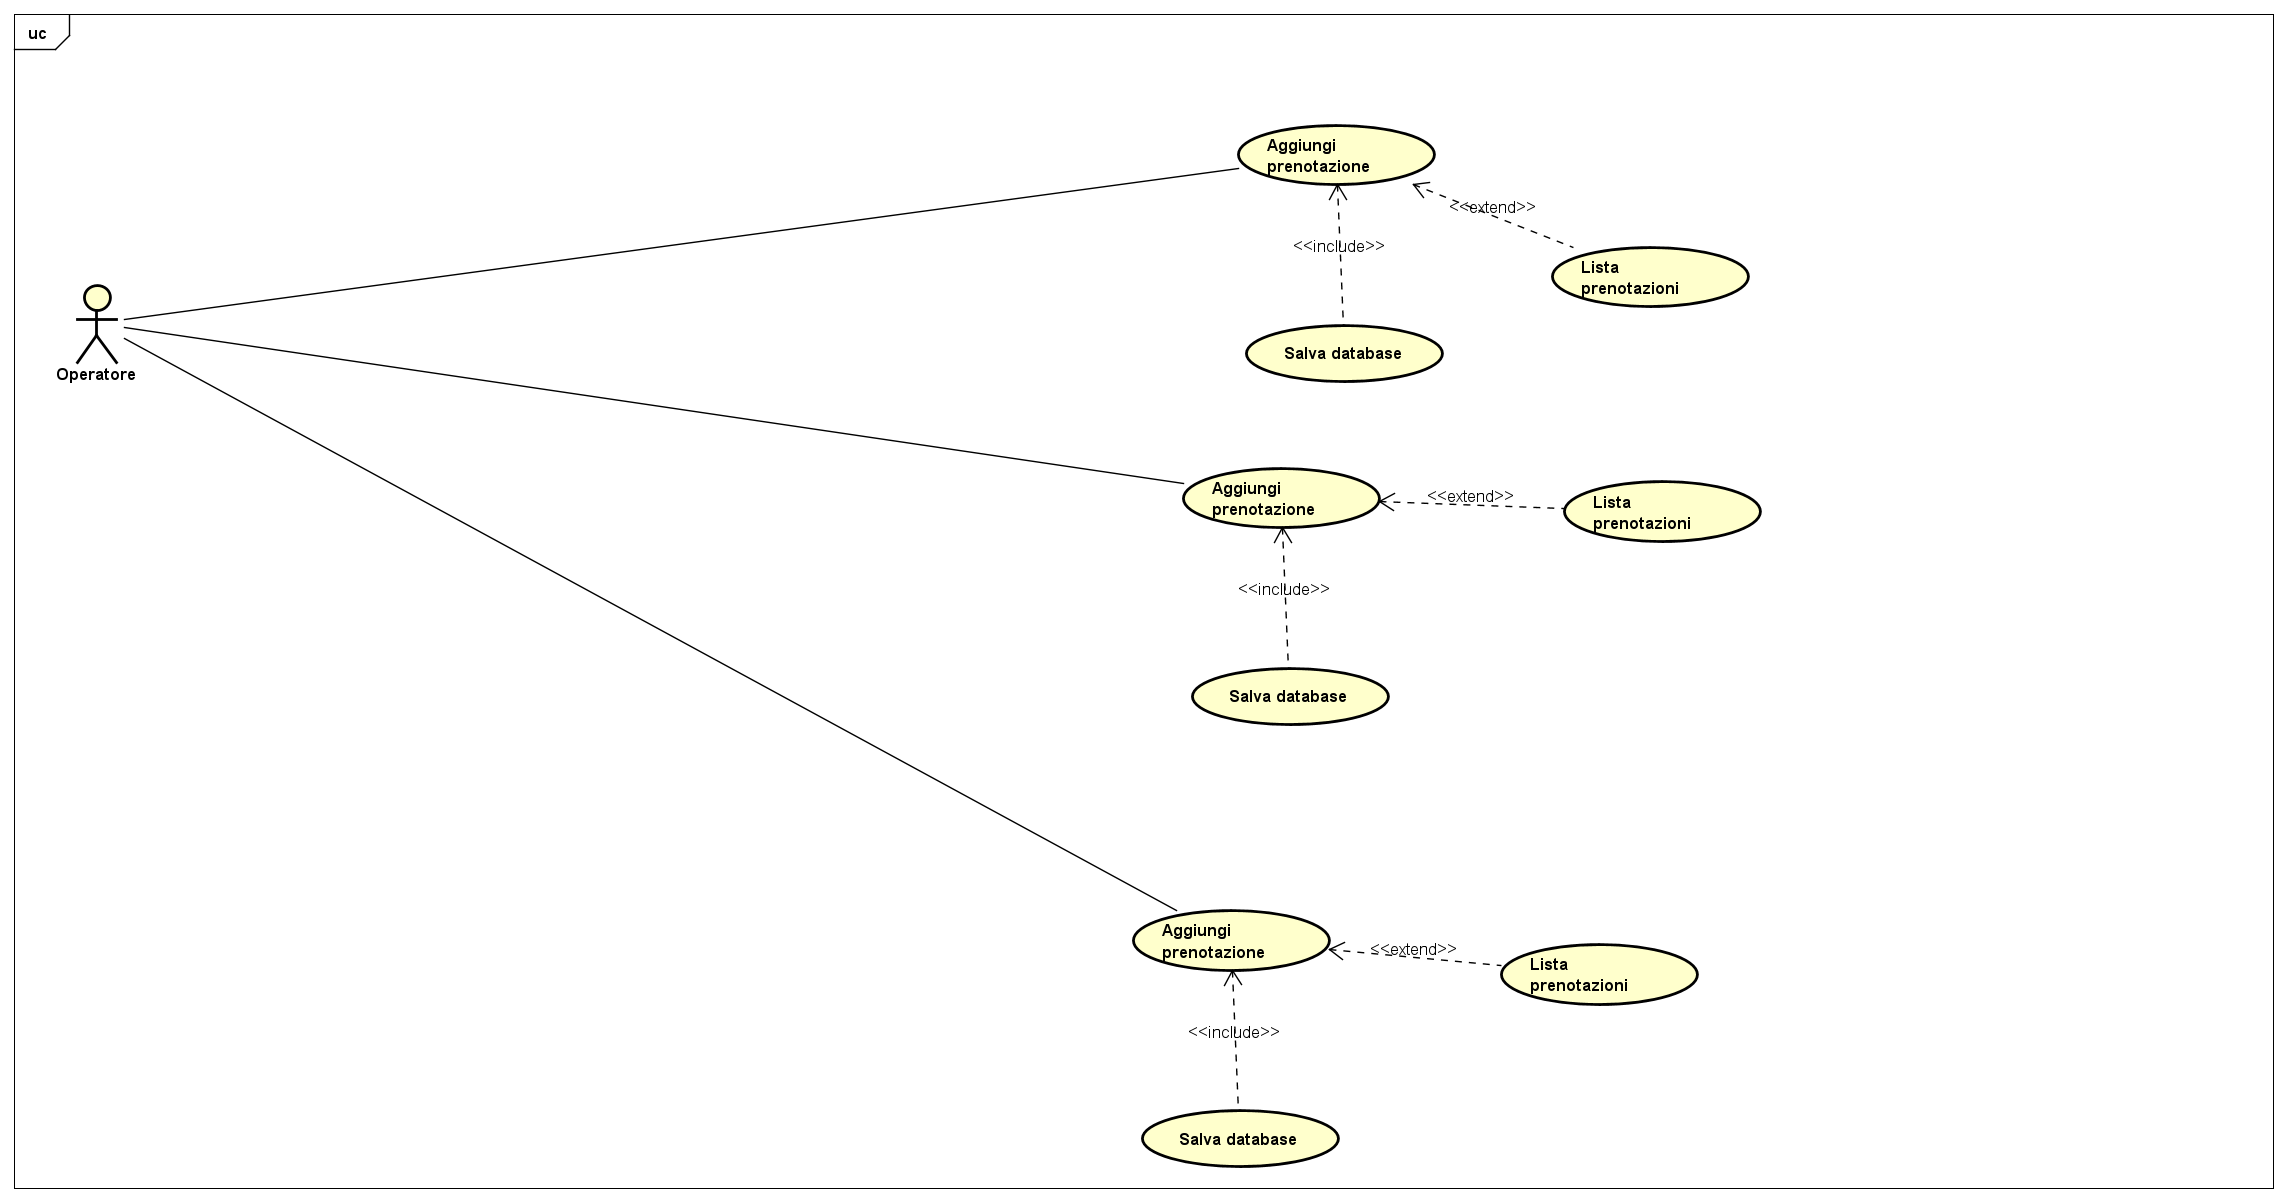 uc
Aggiungi
prenotazione
<<extend>>
<<include>>
Lista
prenotazioni
Salva database
Operatore
Aggiungi
prenotazione
<<extend>>
Lista
prenotazioni
<<include>>
Salva database
Aggiungi
prenotazione
<<extend>>
Lista
prenotazioni
<<include>>
Salva database